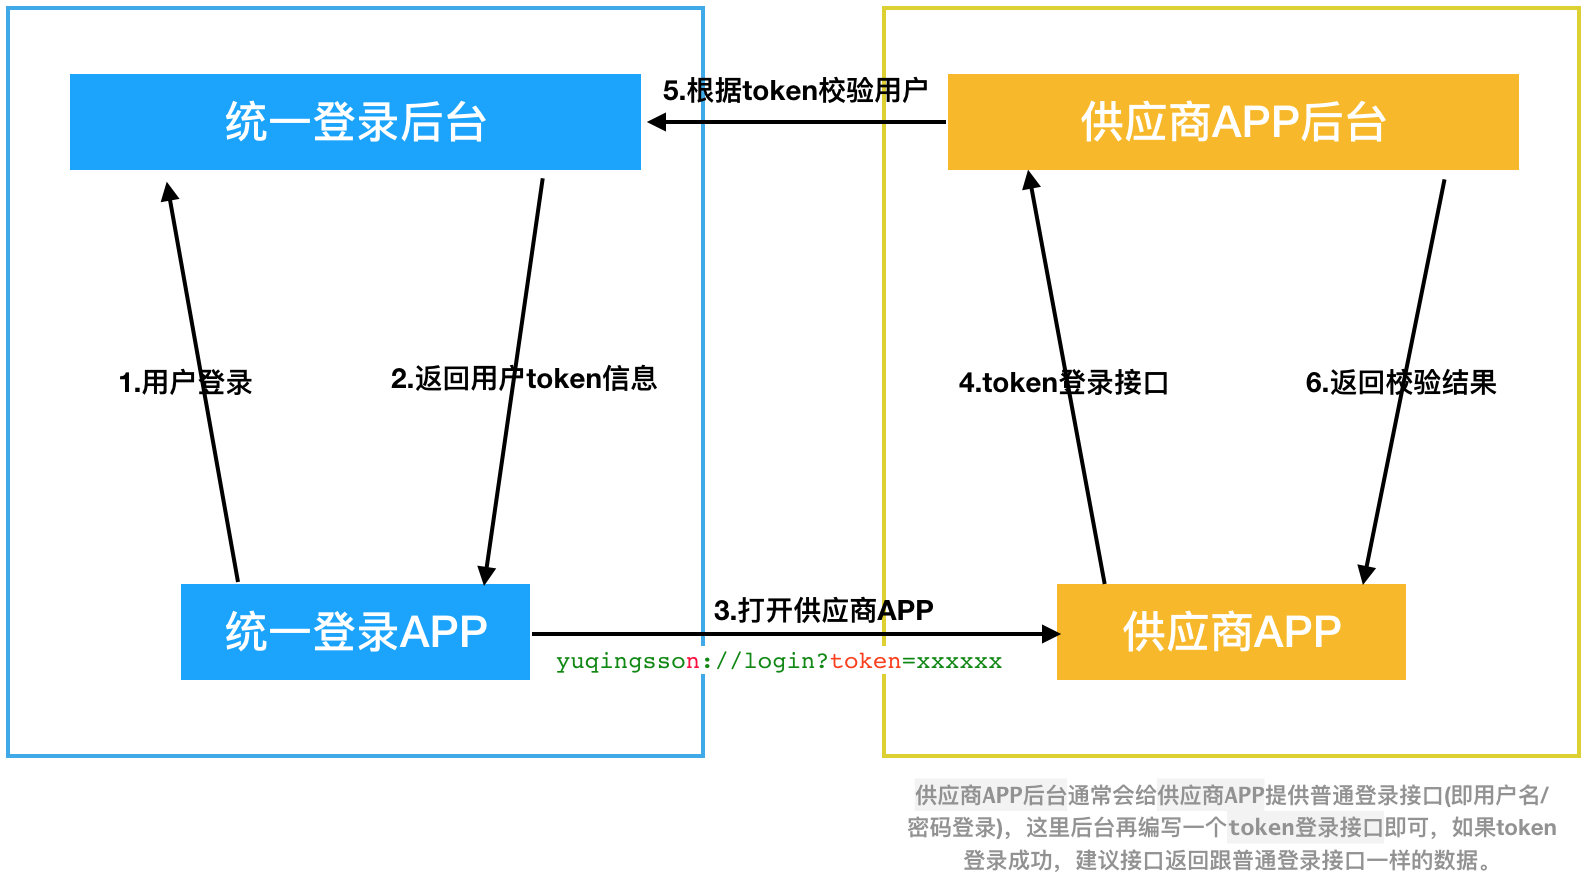 5.根据token校验用户
统一登录后台
供应商APP后台
1.用户登录
2.返回用户token信息
4.token登录接口
6.返回校验结果
3.打开供应商APP
统一登录APP
供应商APP
yuqingsson://login?token=xxxxxx
供应商APP后台通常会给供应商APP提供普通登录接口(即用户名/
密码登录)，这里后台再编写一个token登录接口即可，如果token
登录成功，建议接口返回跟普通登录接口一样的数据。